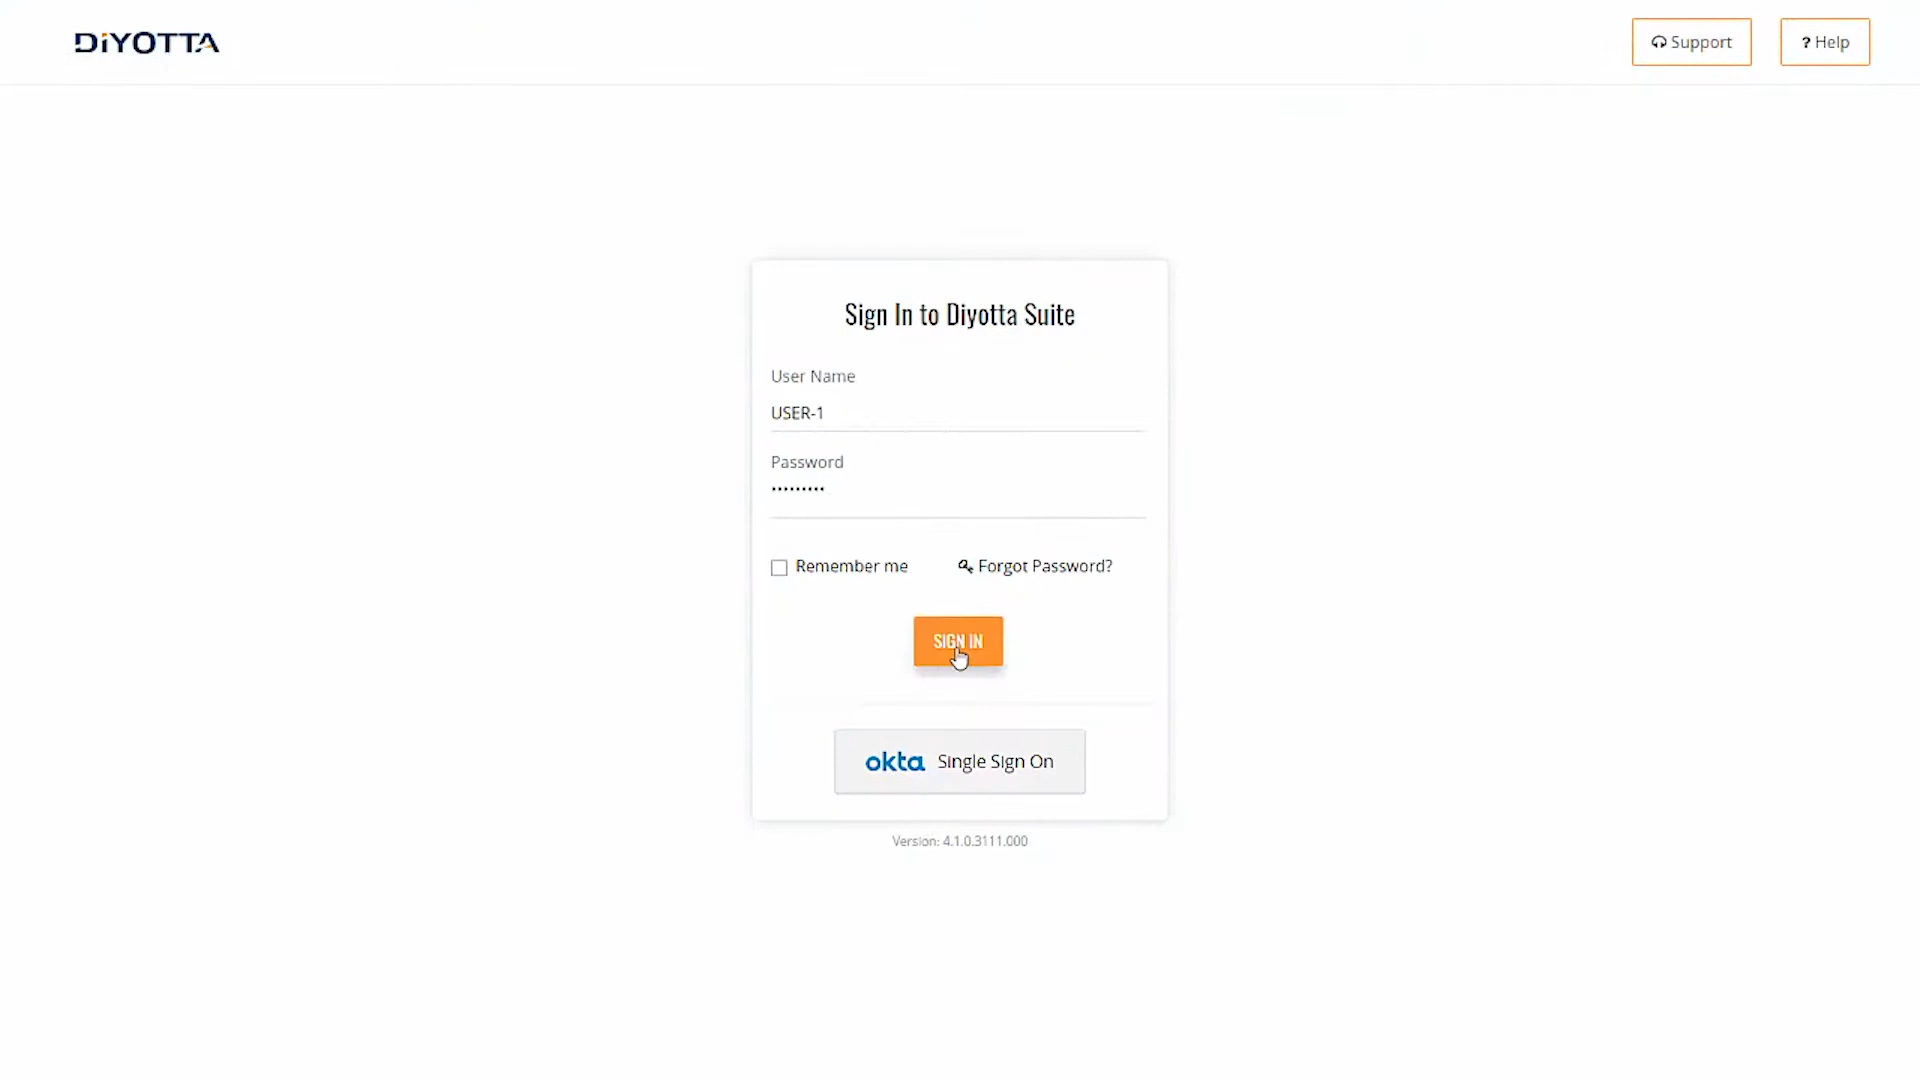 DiYOTTA
Support
? Help
Sign In to Diyotta Suite
User Name
USER-1
Password
•••••••••
Remember me
Forgot Password?
SIGN IN
okta Single Sign On
Version: 4.1.0.3111.000